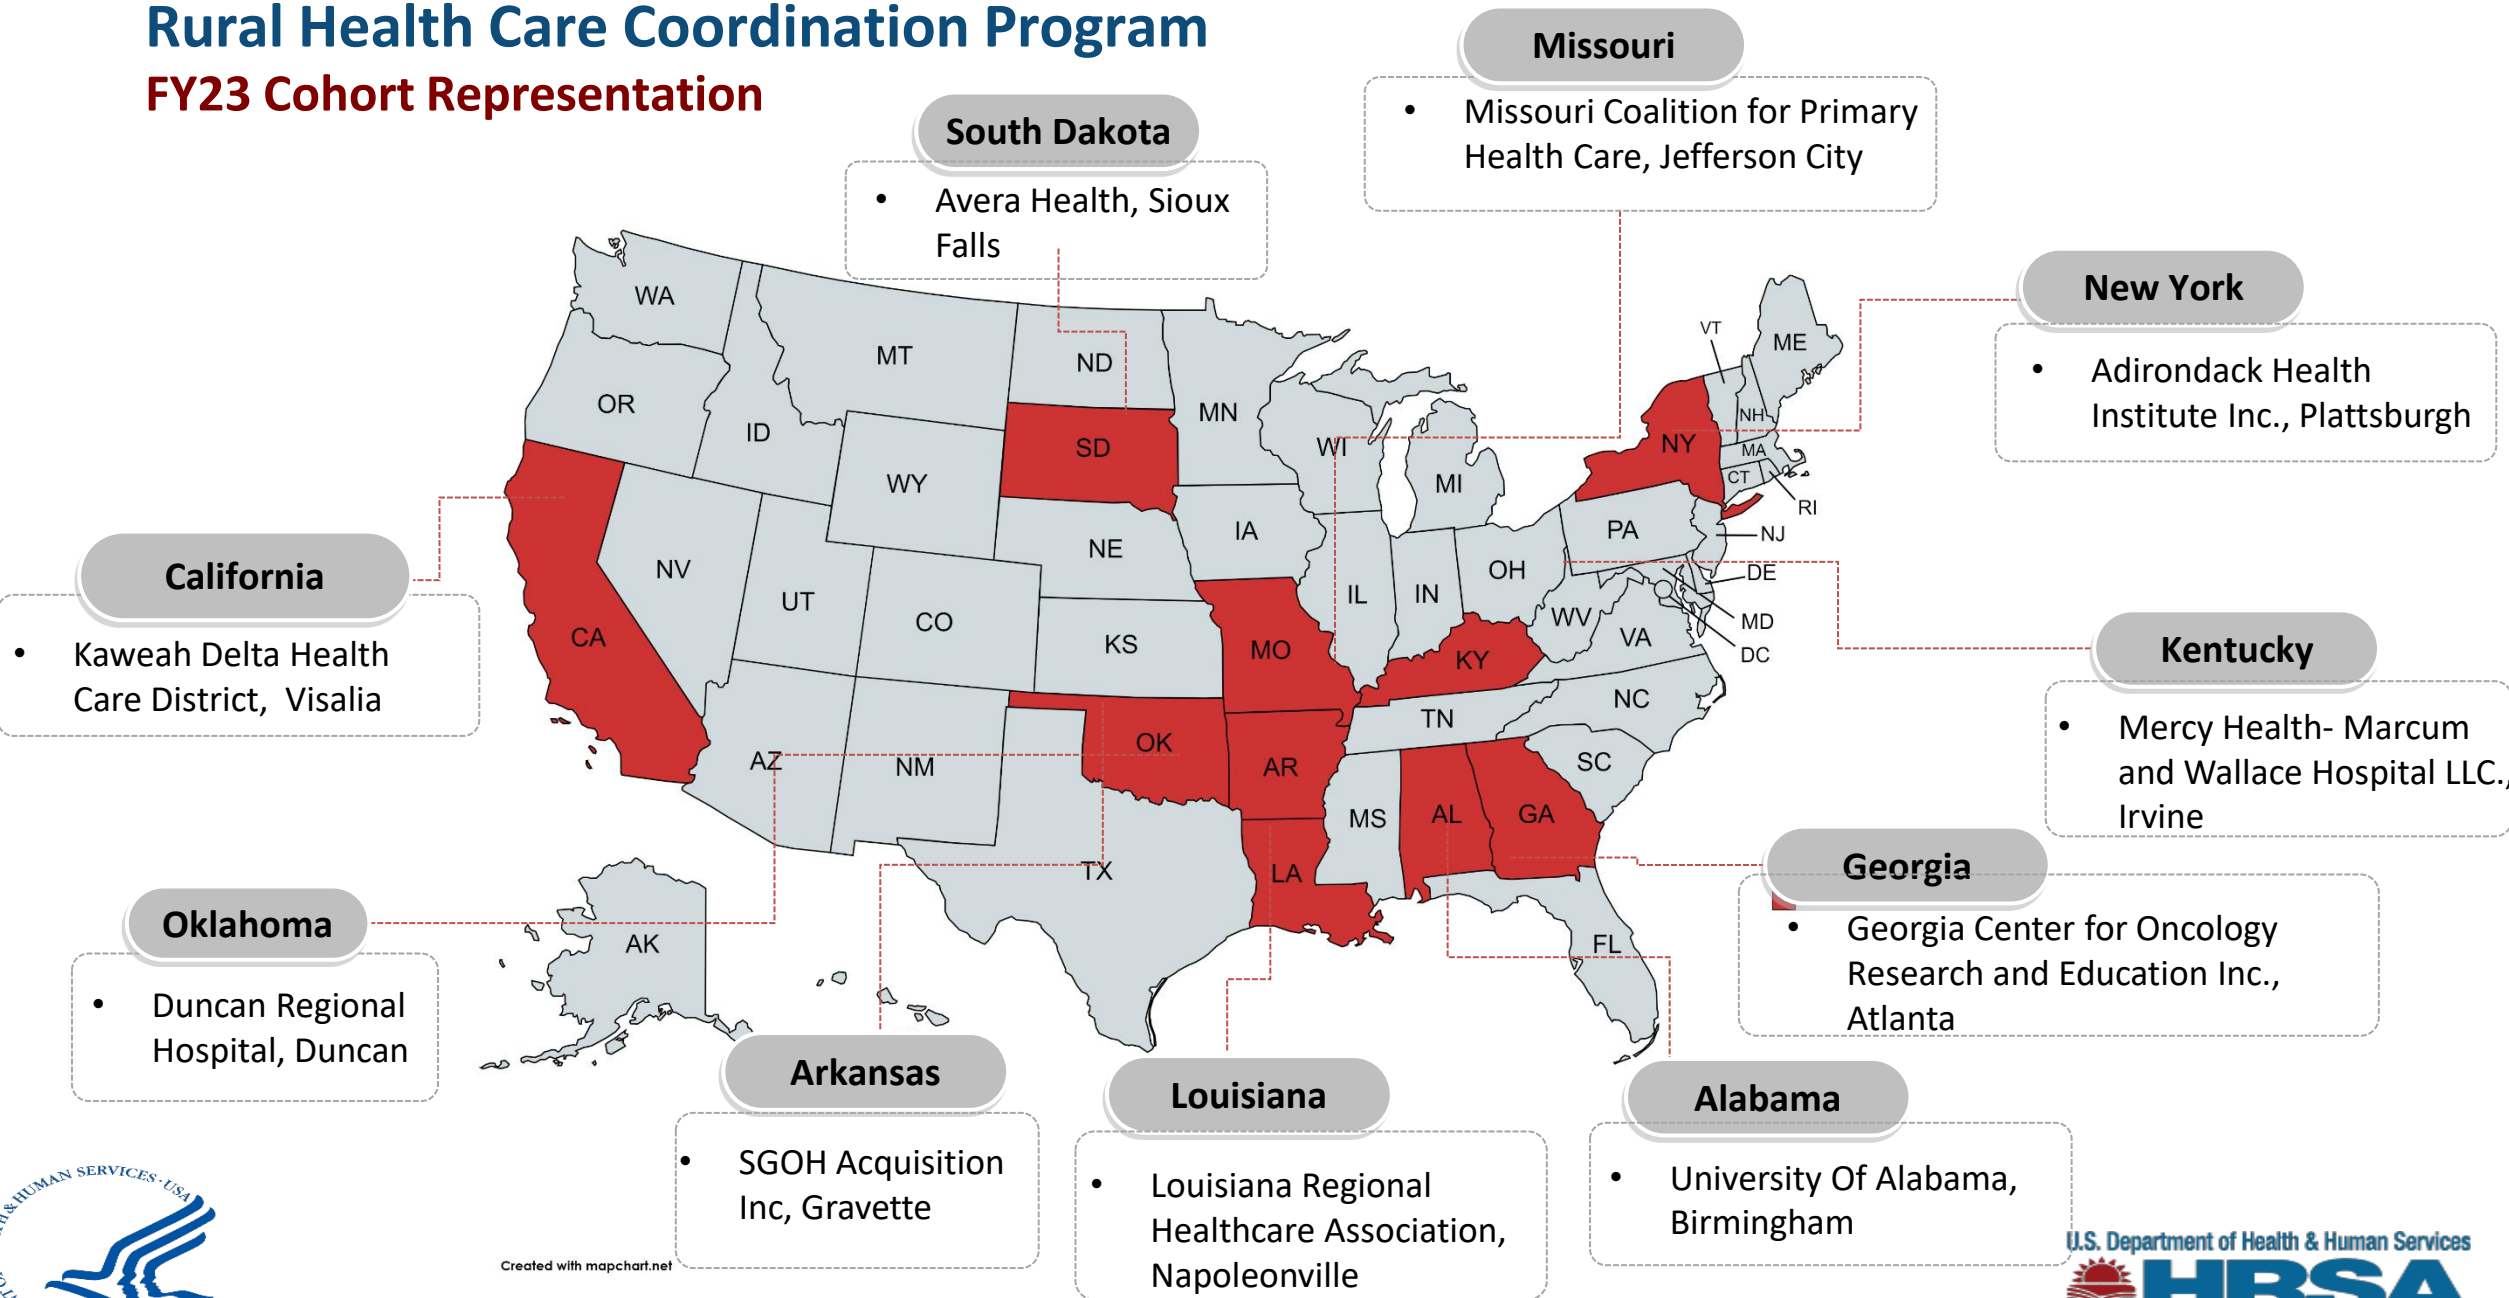 Rural Health Care Coordination Program
FY23 Cohort Representation
Missouri
• Missouri Coalition for Primary
Health Care, Jefferson City
South Dakota
• Avera Health, Sioux
Falls
New York
• Adirondack Health
Institute Inc., Plattsburgh
California
• Kaweah Delta Health
Care District, Visalia
Kentucky
• Mercy Health- Marcum
and Wallace Hospital LLC.,
Irvine
Georgia
• Georgia Center for Oncology
Research and Education Inc.,
Atlanta
Oklahoma
• Duncan Regional
Hospital, Duncan
Arkansas
• SGOH Acquisition
Inc, Gravette
Louisiana
• Louisiana Regional
Healthcare Association,
Napoleonville
Alabama
• University Of Alabama,
Birmingham
WA
OR
CA
ID
NV
MT
WY
UT
AZ
CO
NM
ND
SD
NE
KS
OK
TX
MN
IA
MO
AR
LA
WI
IL
MI
IN
OH
KY
TN
MS
AL
GA
FL
SC
NC
VA
WV
PA
NY
VT
NH
ME
MA
CT
RI
NJ
DE
MD
DC
AK
Created with mapchart.net
& HUMAN SERVICES · USA
U.S. Department of Health & Human Services
HRSA